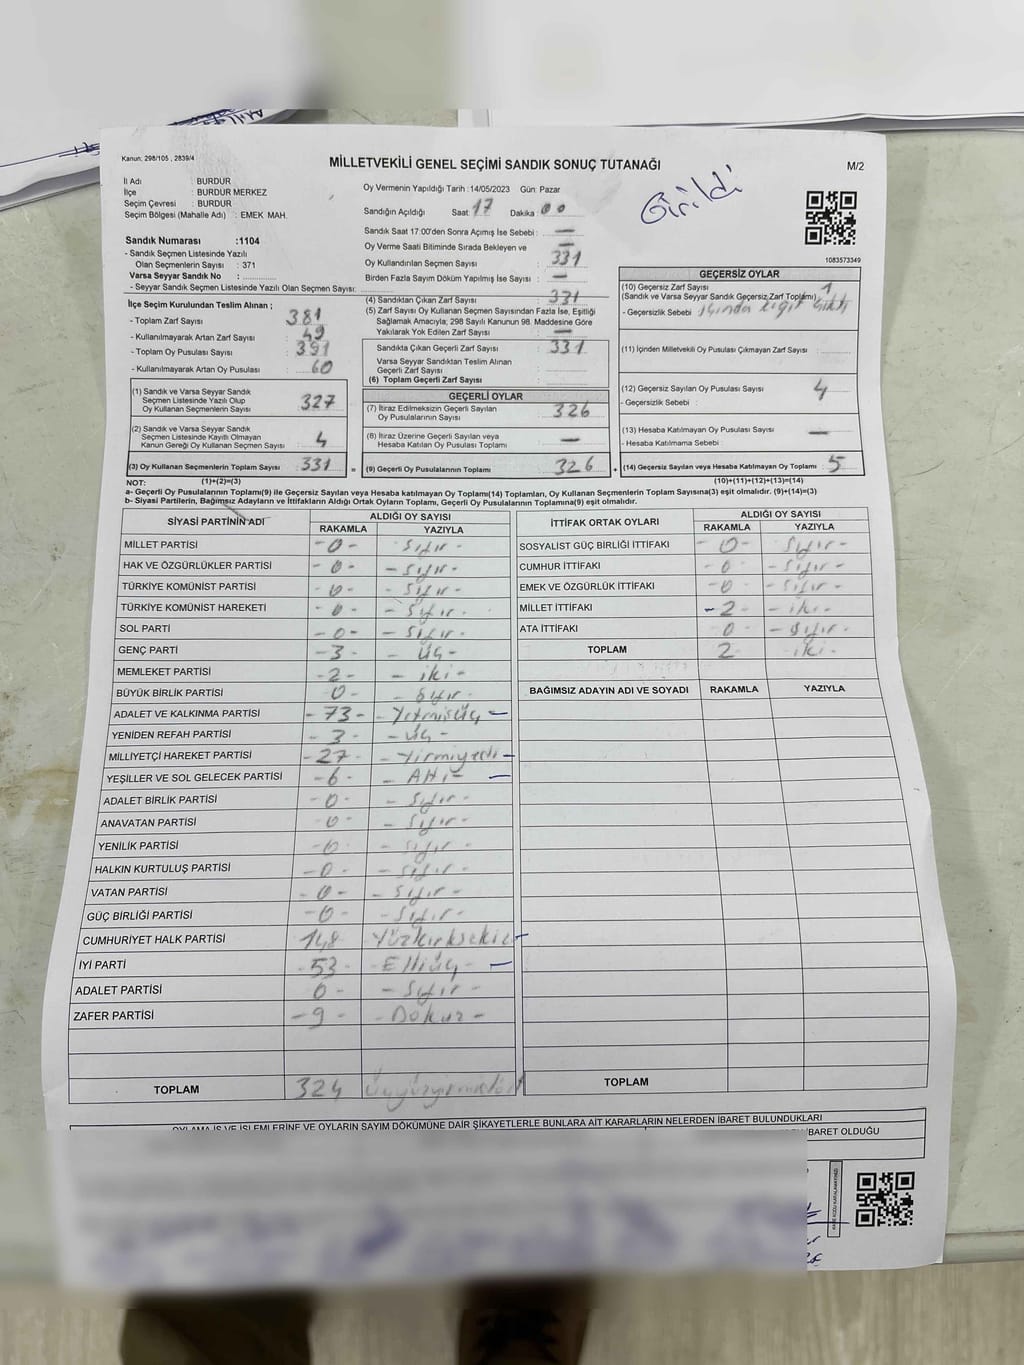 Kanun: 298/105 , 2839/4
MİLLETVEKİLİ GENEL SEÇİMİ SANDIK SONUÇ TUTANAĞI
M/2
Girildi
İl Adı : BURDUR
İlçe : BURDUR MERKEZ
Seçim Çevresi : BURDUR
Seçim Bölgesi (Mahalle Adı) : EMEK MAH.
Oy Vermenin Yapıldığı Tarih : 14/05/2023 Gün: Pazar
Sandığın Açıldığı Saat: 17 Dakika : 00
Sandık Saat 17:00'den Sonra Açımış İse Sebebi : —
Oy Verme Saati Bitiminde Sırada Bekleyen ve —
Oy Kullandırılan Seçmen Sayısı : 331
Birden Fazla Sayım Döküm Yapılmış İse Sayısı : —
1083573349
Sandık Numarası :1104
- Sandık Seçmen Listesinde Yazılı
Olan Seçmenlerin Sayısı : 371
Varsa Seyyar Sandık No :
- Seyyar Sandık Seçmen Listesinde Yazılı Olan Seçmen Sayısı:
İlçe Seçim Kurulundan Teslim Alınan ;
- Toplam Zarf Sayısı 381
- Kullanılmayarak Artan Zarf Sayısı : 49
- Toplam Oy Pusulası Sayısı : 391
- Kullanılmayarak Artan Oy Pusulası : 60
(1) Sandık ve Varsa Seyyar Sandık
Seçmen Listesinde Yazılı Olup
Oy Kullanan Seçmenlerin Sayısı : 327
(2) Sandık ve Varsa Seyyar Sandık
Seçmen Listesinde Kayıtlı Olmayan
Kanun Gereği Oy Kullanan Seçmen Sayısı : 4
(3) Oy Kullanan Seçmenlerin Toplam Sayısı : 331 =
(4) Sandıktan Çıkan Zarf Sayısı : 331
(5) Zarf Sayısı Oy Kullanan Seçmen Sayısından Fazla İse, Eşitliği
Sağlamak Amacıyla; 298 Sayılı Kanunun 98. Maddesine Göre
Yakılarak Yok Edilen Zarf Sayısı : —
Sandıkta Çıkan Geçerli Zarf Sayısı : 331
Varsa Seyyar Sandıktan Teslim Alınan
Geçerli Zarf Sayısı :
(6) Toplam Geçerli Zarf Sayısı :
GEÇERLİ OYLAR
(7) İtiraz Edilmeksizin Geçerli Sayılan
Oy Pusulalarının Sayısı : 326
(8) İtiraz Üzerine Geçerli Sayılan veya
Hesaba Katılan Oy Pusulası Toplamı : —
(9) Geçerli Oy Pusulalarının Toplamı : 326 +
GEÇERSİZ OYLAR
(10) Geçersiz Zarf Sayısı 1
(Sandık ve Varsa Seyyar Sandık Geçersiz Zarf Toplamı)
- Geçersizlik Sebebi : içinden kağıt çıktı
(11) İçinden Milletvekili Oy Pusulası Çıkmayan Zarf Sayısı :
(12) Geçersiz Sayılan Oy Pusulası Sayısı : 4
- Geçersizlik Sebebi :
(13) Hesaba Katılmayan Oy Pusulası Sayısı : —
- Hesaba Katılmama Sebebi :
(14) Geçersiz Sayılan veya Hesaba Katılmayan Oy Toplamı : 5
NOT: (1)+(2)=(3) (10)+(11)+(12)+(13)=(14)
a- Geçerli Oy Pusulalarının Toplamı(9) ile Geçersiz Sayılan veya Hesaba katılmayan Oy Toplamı(14) Toplamları, Oy Kullanan Seçmenlerin Toplam Sayısına(3) eşit olmalıdır. (9)+(14)=(3)
b- Siyasi Partilerin, Bağımsız Adayların ve İttifakların Aldığı Ortak Oyların Toplamı, Geçerli Oy Pusulalarının Toplamına(9) eşit olmalıdır.
SİYASİ PARTİNİN ADI ALDIĞI OY SAYISI
RAKAMLA YAZIYLA
MİLLET PARTİSİ -0- -Sıfır-
HAK VE ÖZGÜRLÜKLER PARTİSİ -0- -Sıfır-
TÜRKİYE KOMÜNİST PARTİSİ -0- -Sıfır-
TÜRKİYE KOMÜNİST HAREKETİ -0- -Sıfır-
SOL PARTİ -0- -Sıfır-
GENÇ PARTİ -3- -Üç-
MEMLEKET PARTİSİ -2- -iki-
BÜYÜK BİRLİK PARTİSİ -0- -Sıfır-
ADALET VE KALKINMA PARTİSİ -73- -Yetmişüç-
YENİDEN REFAH PARTİSİ -3- -Üç-
MİLLİYETÇİ HAREKET PARTİSİ -27- -Yirmiyedi-
YEŞİLLER VE SOL GELECEK PARTİSİ -6- -Altı-
ADALET BİRLİK PARTİSİ -0- -Sıfır-
ANAVATAN PARTİSİ -0- -Sıfır-
YENİLİK PARTİSİ -0- -Sıfır-
HALKIN KURTULUŞ PARTİSİ -0- -Sıfır-
VATAN PARTİSİ -0- -Sıfır-
GÜÇ BİRLİĞİ PARTİSİ -0- -Sıfır-
CUMHURİYET HALK PARTİSİ 148 Yüzkırksekiz-
İYİ PARTİ -53- -Elliüç-
ADALET PARTİSİ 0- -Sıfır-
ZAFER PARTİSİ -9- -Dokuz-
TOPLAM 324 Üçyüzyirmidört
İTTİFAK ORTAK OYLARI ALDIĞI OY SAYISI
RAKAMLA YAZIYLA
SOSYALİST GÜÇ BİRLİĞİ İTTİFAKI -0- Sıfır-
CUMHUR İTTİFAKI -0- -Sıfır-
EMEK VE ÖZGÜRLÜK İTTİFAKI -0- -Sıfır-
MİLLET İTTİFAKI -2- -iki-
ATA İTTİFAKI 0- -Sıfır-
TOPLAM 2 -iki-
BAĞIMSIZ ADAYIN ADI VE SOYADI RAKAMLA YAZIYLA
TOPLAM
OYLAMA İŞ VE İŞLEMLERİNE VE OYLARIN SAYIM DÖKÜMÜNE DAİR ŞİKAYETLERLE BUNLARA AİT KARARLARIN NELERDEN İBARET BULUNDUKLARI
İBARET OLDUĞU